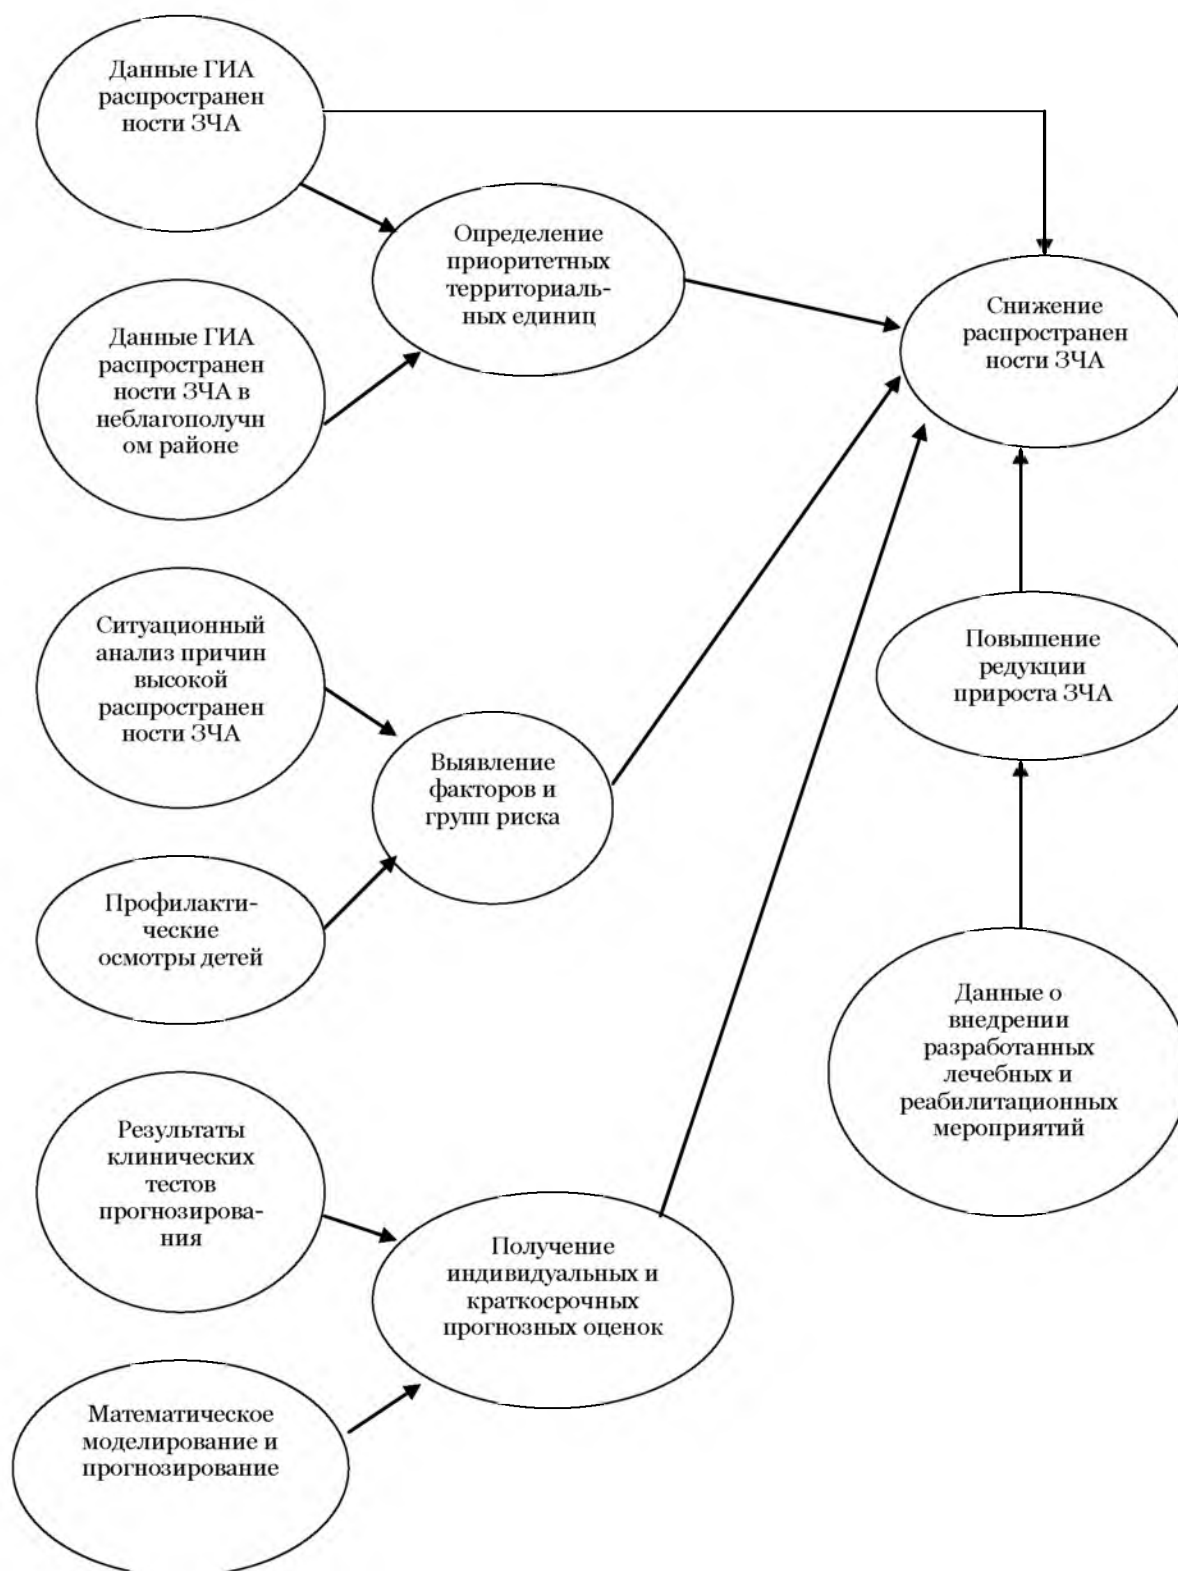 Данные ГИА
распространен
ности ЗЧА
Определение
приоритетных
территориаль-
ных единиц
Снижение
распространен
ности ЗЧА
Данные ГИА
распространен
ности ЗЧА в
неблагополучн
ом районе
Ситуационный
анализ причин
высокой
распространен
ности ЗЧА
Повышение
редукции
прироста ЗЧА
Выявление
факторов и
групп риска
Профилакти-
ческие
осмотры детей
Данные о
внедрении
разработанных
лечебных и
реабилитационных
мероприятий
Результаты
клинических
тестов
прогнозирова-
ния
Получение
индивидуальных и
краткосрочных
прогнозных оценок
Математическое
моделирование и
прогнозирование